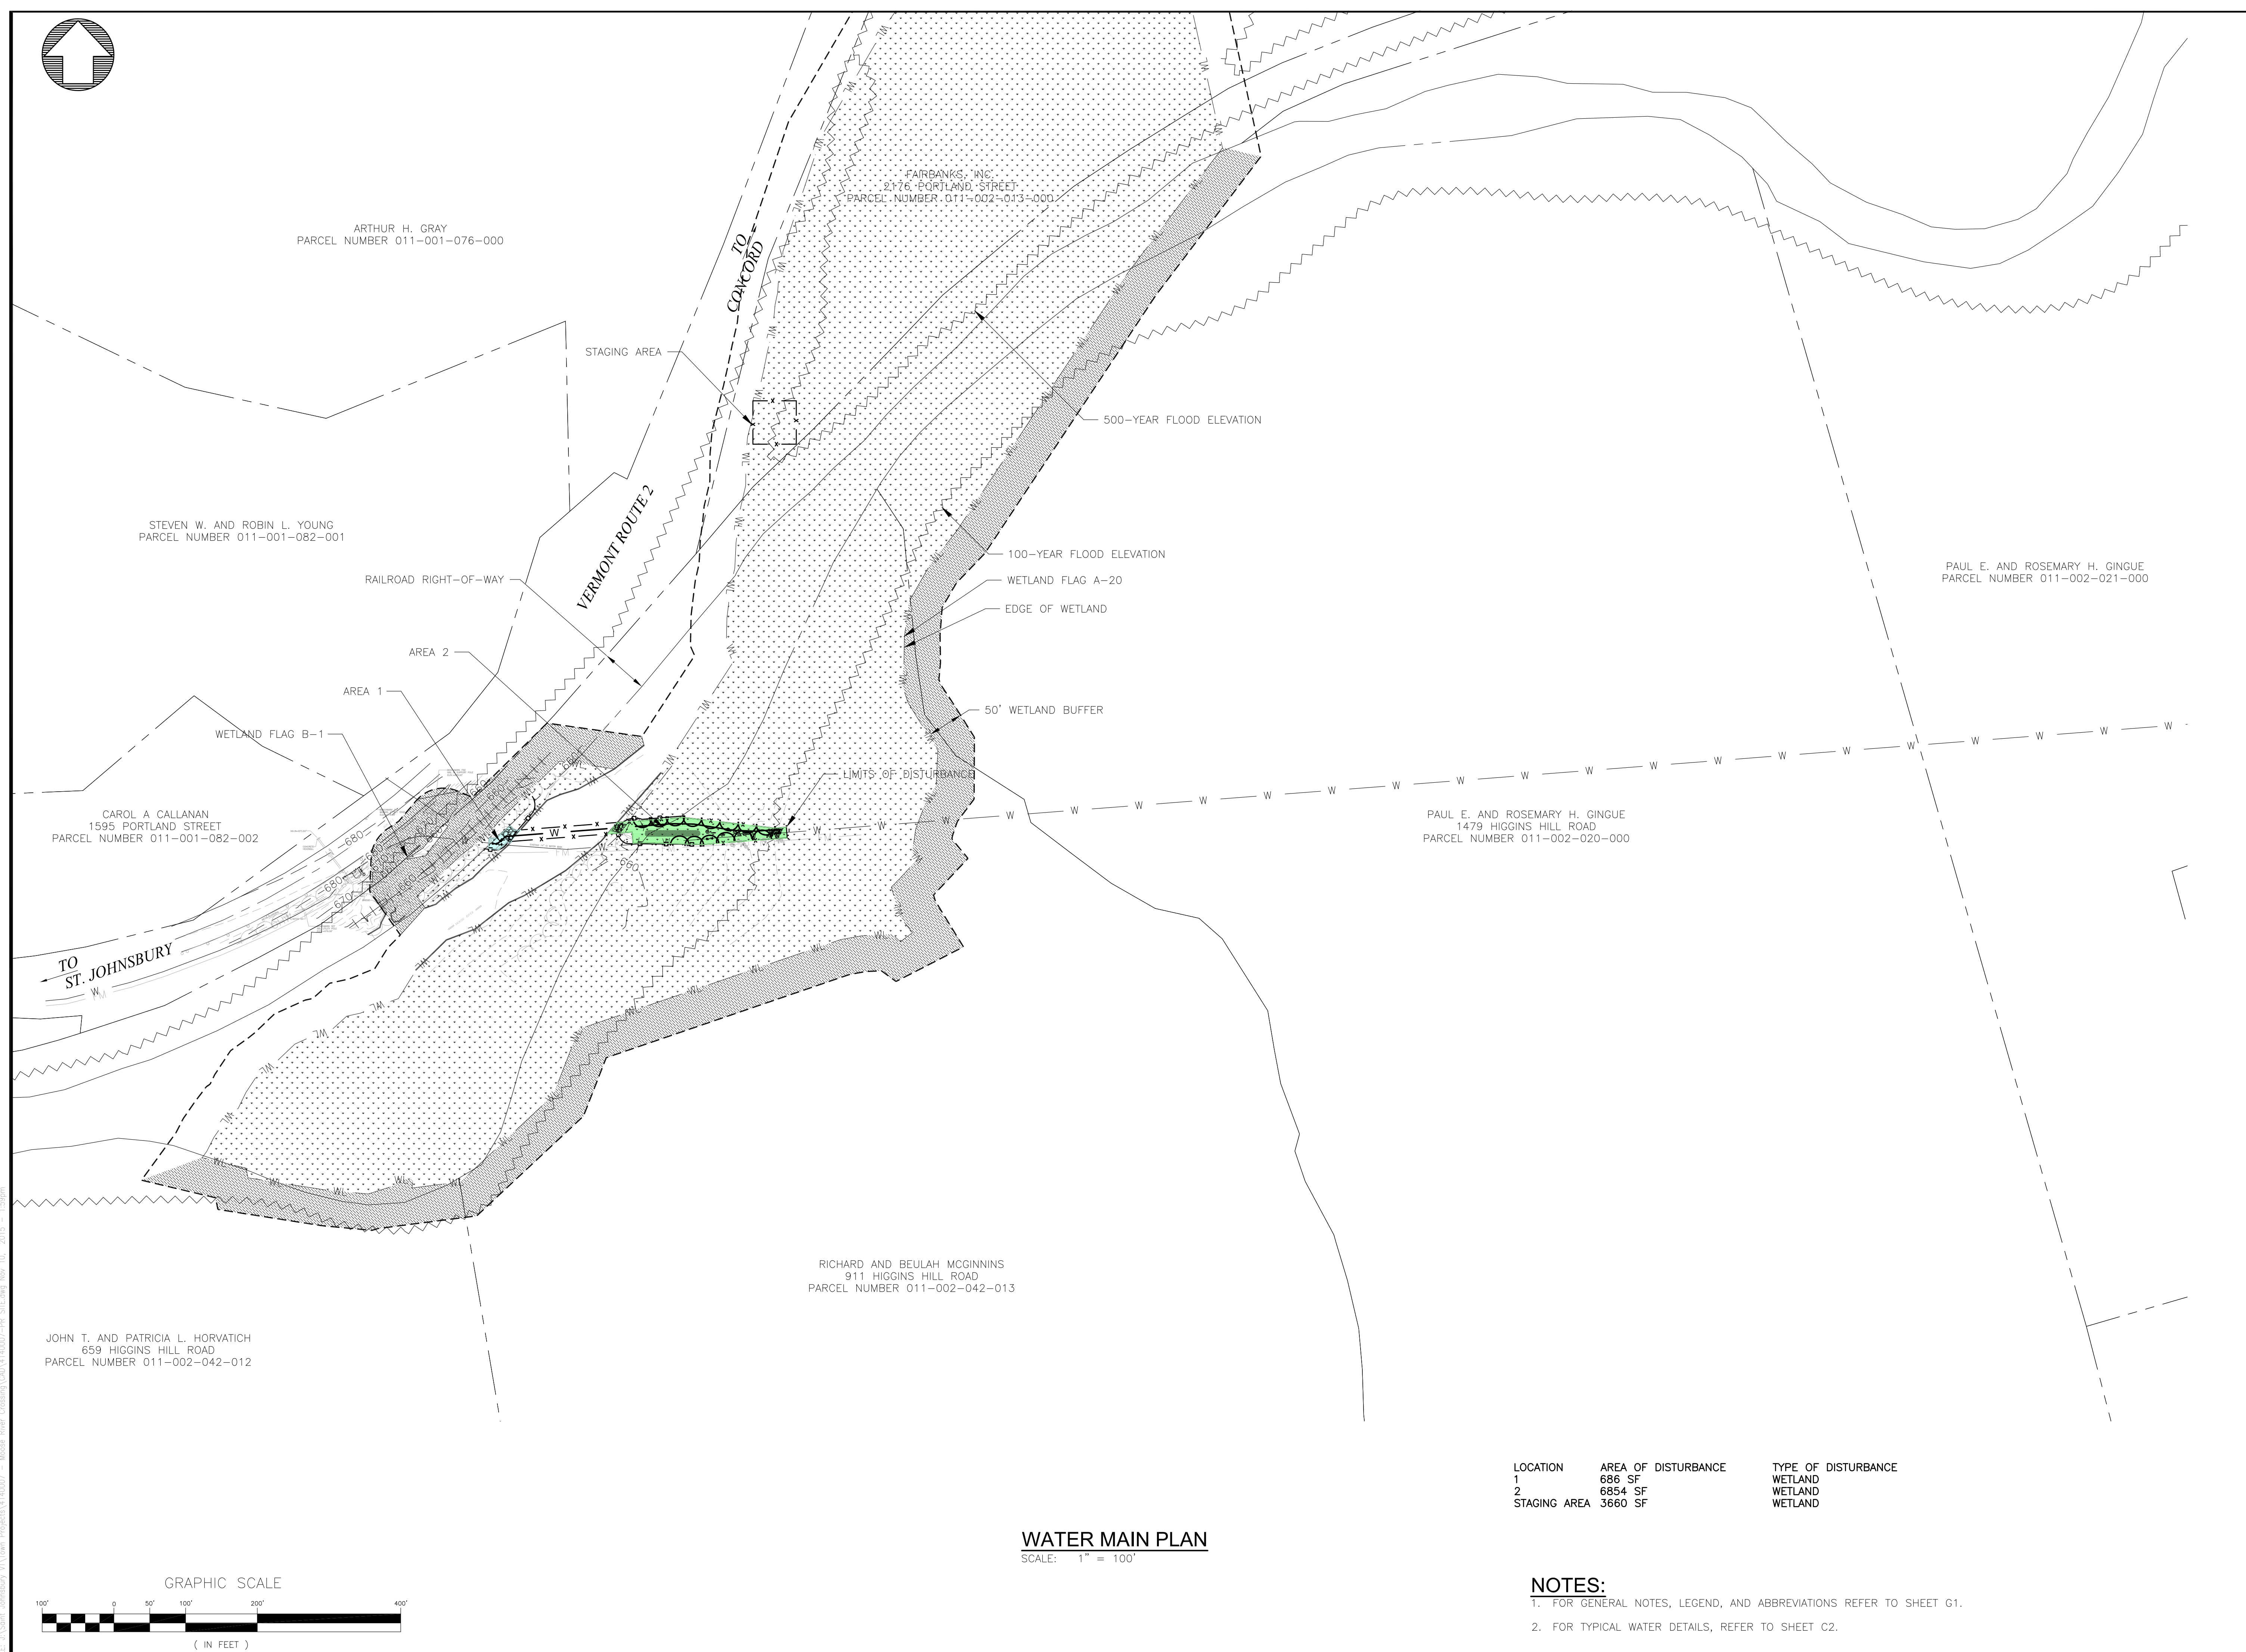 FAIRBANKS, INC.
2176 PORTLAND STREET
PARCEL NUMBER 011-002-013-000
ARTHUR H. GRAY
PARCEL NUMBER 011-001-076-000
TO
CONCORD
STAGING AREA
500-YEAR FLOOD ELEVATION
VERMONT ROUTE 2
STEVEN W. AND ROBIN L. YOUNG
PARCEL NUMBER 011-001-082-001
100-YEAR FLOOD ELEVATION
RAILROAD RIGHT-OF-WAY
WETLAND FLAG A-20
EDGE OF WETLAND
PAUL E. AND ROSEMARY H. GINGUE
PARCEL NUMBER 011-002-021-000
AREA 2
AREA 1
50' WETLAND BUFFER
WETLAND FLAG B-1
LIMITS OF DISTURBANCE
CAROL A CALLANAN
1595 PORTLAND STREET
PARCEL NUMBER 011-001-082-002
PAUL E. AND ROSEMARY H. GINGUE
1479 HIGGINS HILL ROAD
PARCEL NUMBER 011-002-020-000
680
680
670
660
660
TO
ST. JOHNSBURY
RICHARD AND BEULAH MCGINNINS
911 HIGGINS HILL ROAD
PARCEL NUMBER 011-002-042-013
JOHN T. AND PATRICIA L. HORVATICH
659 HIGGINS HILL ROAD
PARCEL NUMBER 011-002-042-012
LOCATION AREA OF DISTURBANCE TYPE OF DISTURBANCE
1 686 SF WETLAND
2 6854 SF WETLAND
STAGING AREA 3660 SF WETLAND
WATER MAIN PLAN
SCALE: 1" = 100'
GRAPHIC SCALE
100' 0 50' 100' 200' 400'
( IN FEET )
NOTES:
1. FOR GENERAL NOTES, LEGEND, AND ABBREVIATIONS REFER TO SHEET G1.
2. FOR TYPICAL WATER DETAILS, REFER TO SHEET C2.